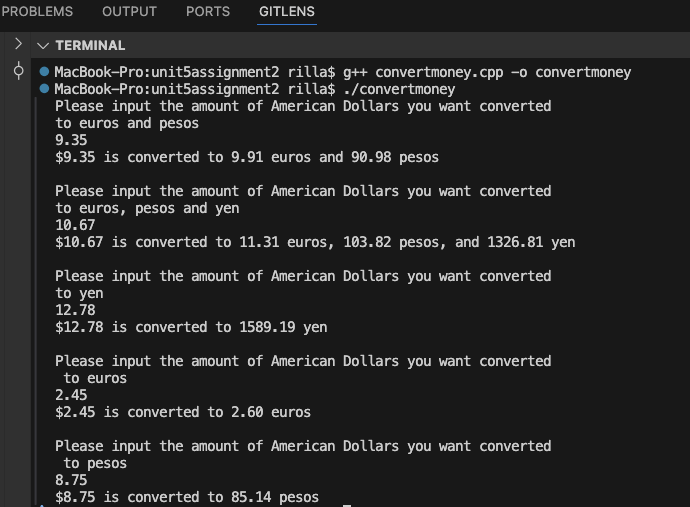 PROBLEMS OUTPUT PORTS GITLENS
TERMINAL
MacBook-Pro:unit5assignment2 rilla$ g++ convertmoney.cpp -o convertmoney
MacBook-Pro:unit5assignment2 rilla$ ./convertmoney
Please input the amount of American Dollars you want converted
to euros and pesos
9.35
$9.35 is converted to 9.91 euros and 90.98 pesos

Please input the amount of American Dollars you want converted
to euros, pesos and yen
10.67
$10.67 is converted to 11.31 euros, 103.82 pesos, and 1326.81 yen

Please input the amount of American Dollars you want converted
to yen
12.78
$12.78 is converted to 1589.19 yen

Please input the amount of American Dollars you want converted
 to euros
2.45
$2.45 is converted to 2.60 euros

Please input the amount of American Dollars you want converted
 to pesos
8.75
$8.75 is converted to 85.14 pesos